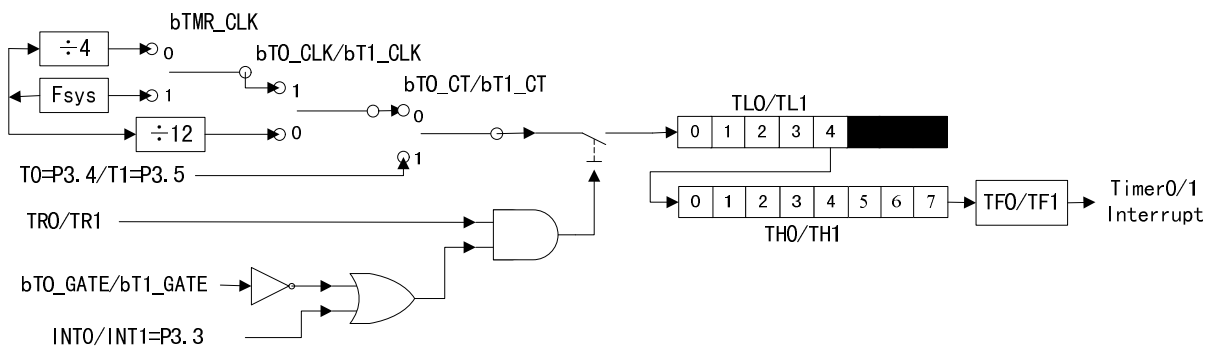 bTMR_CLK
÷4
0
bT0_CLK/bT1_CLK
Fsys
1
1
bT0_CT/bT1_CT
0
÷12
0
TL0/TL1
0 1 2 3 4
T0=P3.4/T1=P3.5
1
0 1 2 3 4 5 6 7
TF0/TF1
Timer0/1
Interrupt
TR0/TR1
TH0/TH1
bT0_GATE/bT1_GATE
INT0/INT1=P3.3